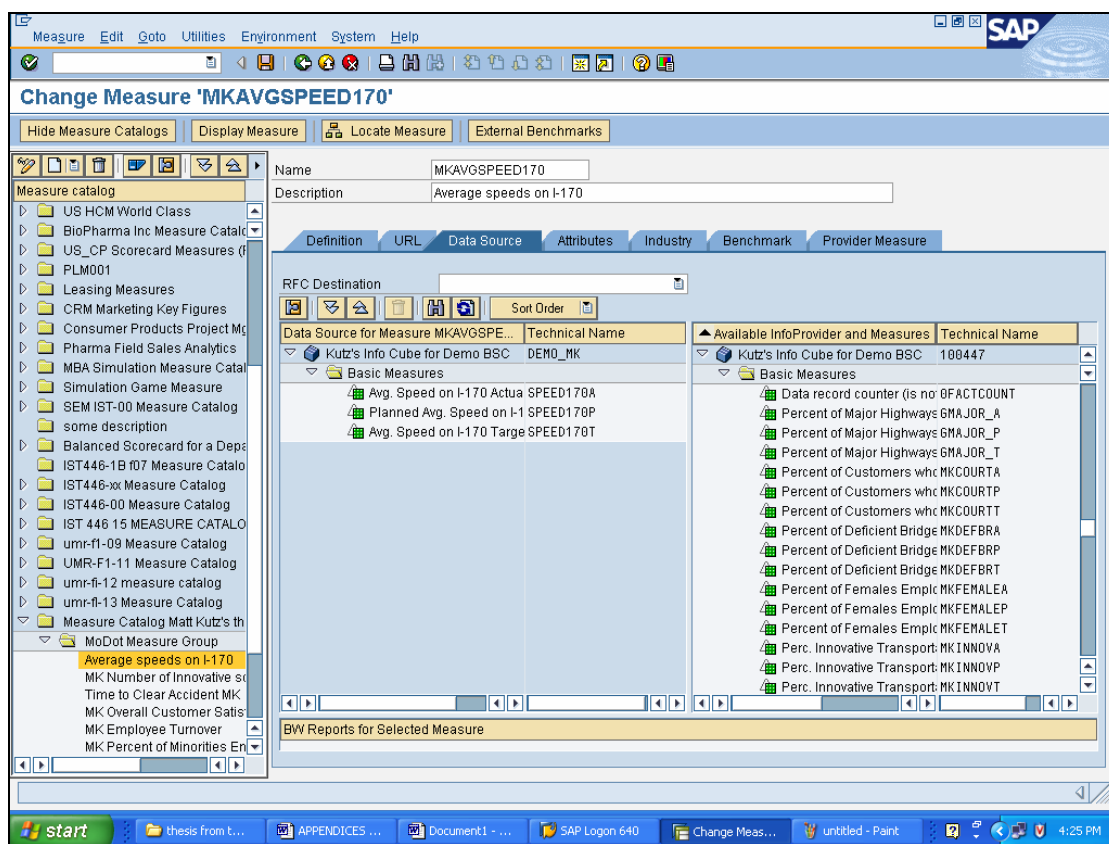 Measure Edit Goto Utilities Environment System Help
SAP
Change Measure 'MKAVGSPEED170'
Hide Measure Catalogs Display Measure Locate Measure External Benchmarks
Measure catalog
US HCM World Class
BioPharma Inc Measure Catalc
US_CP Scorecard Measures (F
PLM001
Leasing Measures
CRM Marketing Key Figures
Consumer Products Project Mg
Pharma Field Sales Analytics
MBA Simulation Measure Catal
Simulation Game Measure
SEM IST-00 Measure Catalog
some description
Balanced Scorecard for a Depa
IST446-1B f07 Measure Catalo
IST446-xx Measure Catalog
IST446-00 Measure Catalog
IST 446 15 MEASURE CATALO
umr-f1-09 Measure Catalog
UMR-F1-11 Measure Catalog
umr-fl-12 measure catalog
umr-fl-13 Measure Catalog
Measure Catalog Matt Kutz's th
MoDot Measure Group
Average speeds on I-170
MK Number of Innovative so
Time to Clear Accident MK
MK Overall Customer Satis
MK Employee Turnover
MK Percent of Minorities En
Name MKAVGSPEED170
Description Average speeds on I-170
Definition URL Data Source Attributes Industry Benchmark Provider Measure
RFC Destination
Sort Order
Data Source for Measure MKAVGSPE... Technical Name
Kutz's Info Cube for Demo BSC DEMO_MK
Basic Measures
Avg. Speed on I-170 Actua SPEED170A
Planned Avg. Speed on I-1 SPEED170P
Avg. Speed on I-170 Targe SPEED170T
Available InfoProvider and Measures Technical Name
Kutz's Info Cube for Demo BSC 100447
Basic Measures
Data record counter (is no 0FACTCOUNT
Percent of Major Highways GMAJOR_A
Percent of Major Highways GMAJOR_P
Percent of Major Highways GMAJOR_T
Percent of Customers who MKCOURTA
Percent of Customers who MKCOURTP
Percent of Customers who MKCOURTT
Percent of Deficient Bridge MKDEFBRA
Percent of Deficient Bridge MKDEFBRP
Percent of Deficient Bridge MKDEFBRT
Percent of Females Emplc MKFEMALEA
Percent of Females Emplc MKFEMALEP
Percent of Females Emplc MKFEMALET
Perc. Innovative Transport MKINNOVA
Perc. Innovative Transport MKINNOVP
Perc. Innovative Transport MKINNOVT
BW Reports for Selected Measure
start thesis from t... APPENDICES ... Document1 - ... SAP Logon 640 Change Meas... untitled - Paint 4:25 PM